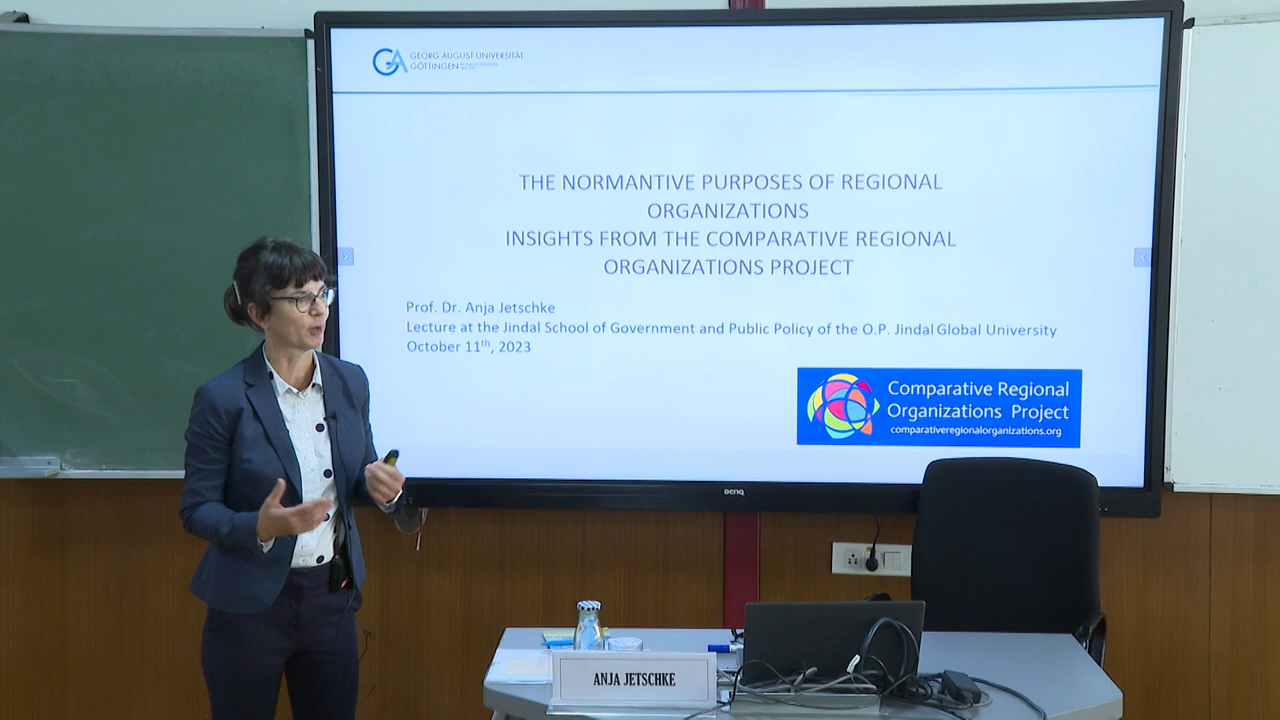 GEORG-AUGUST-UNIVERSITÄT
GÖTTINGEN
THE NORMANTIVE PURPOSES OF REGIONAL
ORGANIZATIONS
INSIGHTS FROM THE COMPARATIVE REGIONAL
ORGANIZATIONS PROJECT
Prof. Dr. Anja Jetschke
Lecture at the Jindal School of Government and Public Policy of the O.P. Jindal Global University
October 11th, 2023
Comparative Regional
Organizations Project
comparativeregionalorganizations.org
BenQ
ANJA JETSCHKE